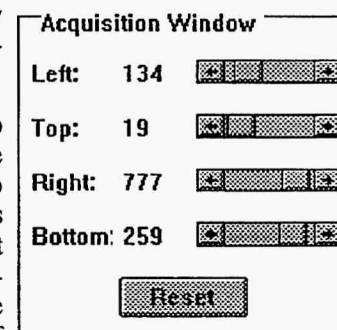 Acquisition Window
Left: 134
Top: 19
Right: 777
Bottom: 259
Reset